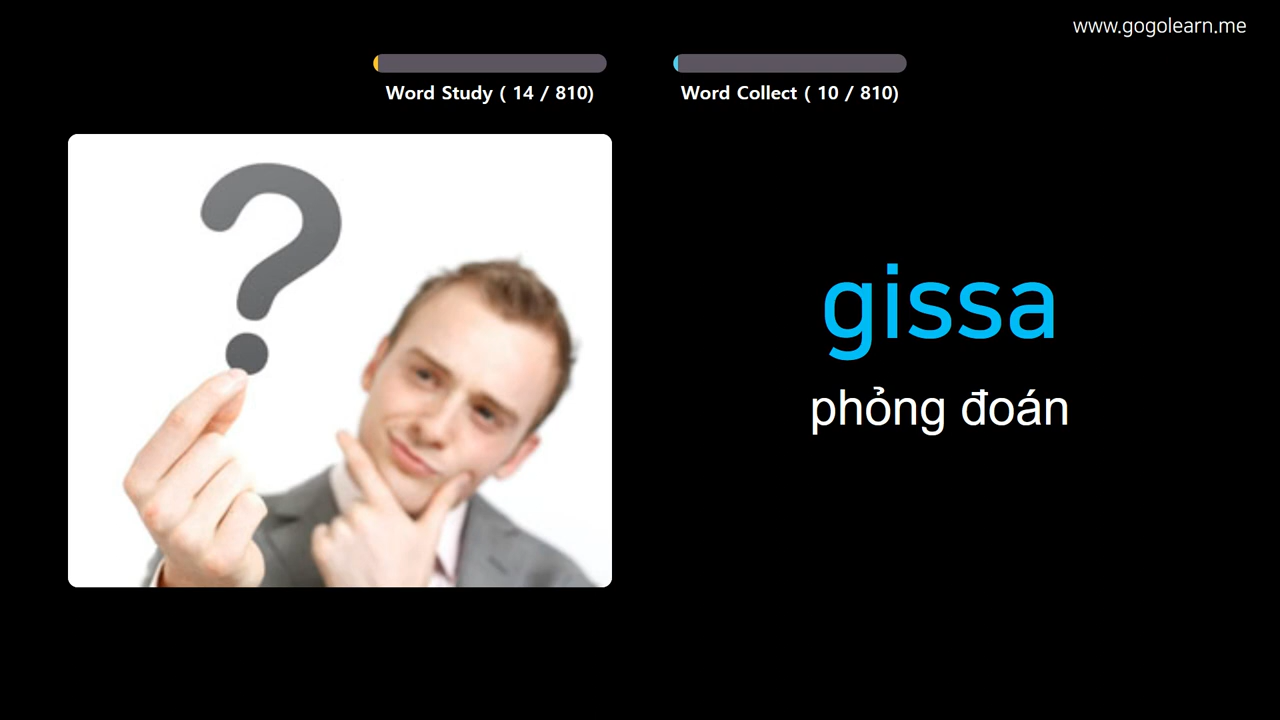 www.gogolearn.me
Word Study ( 14 / 810)
Word Collect ( 10 / 810)
?
gissa
phỏng đoán